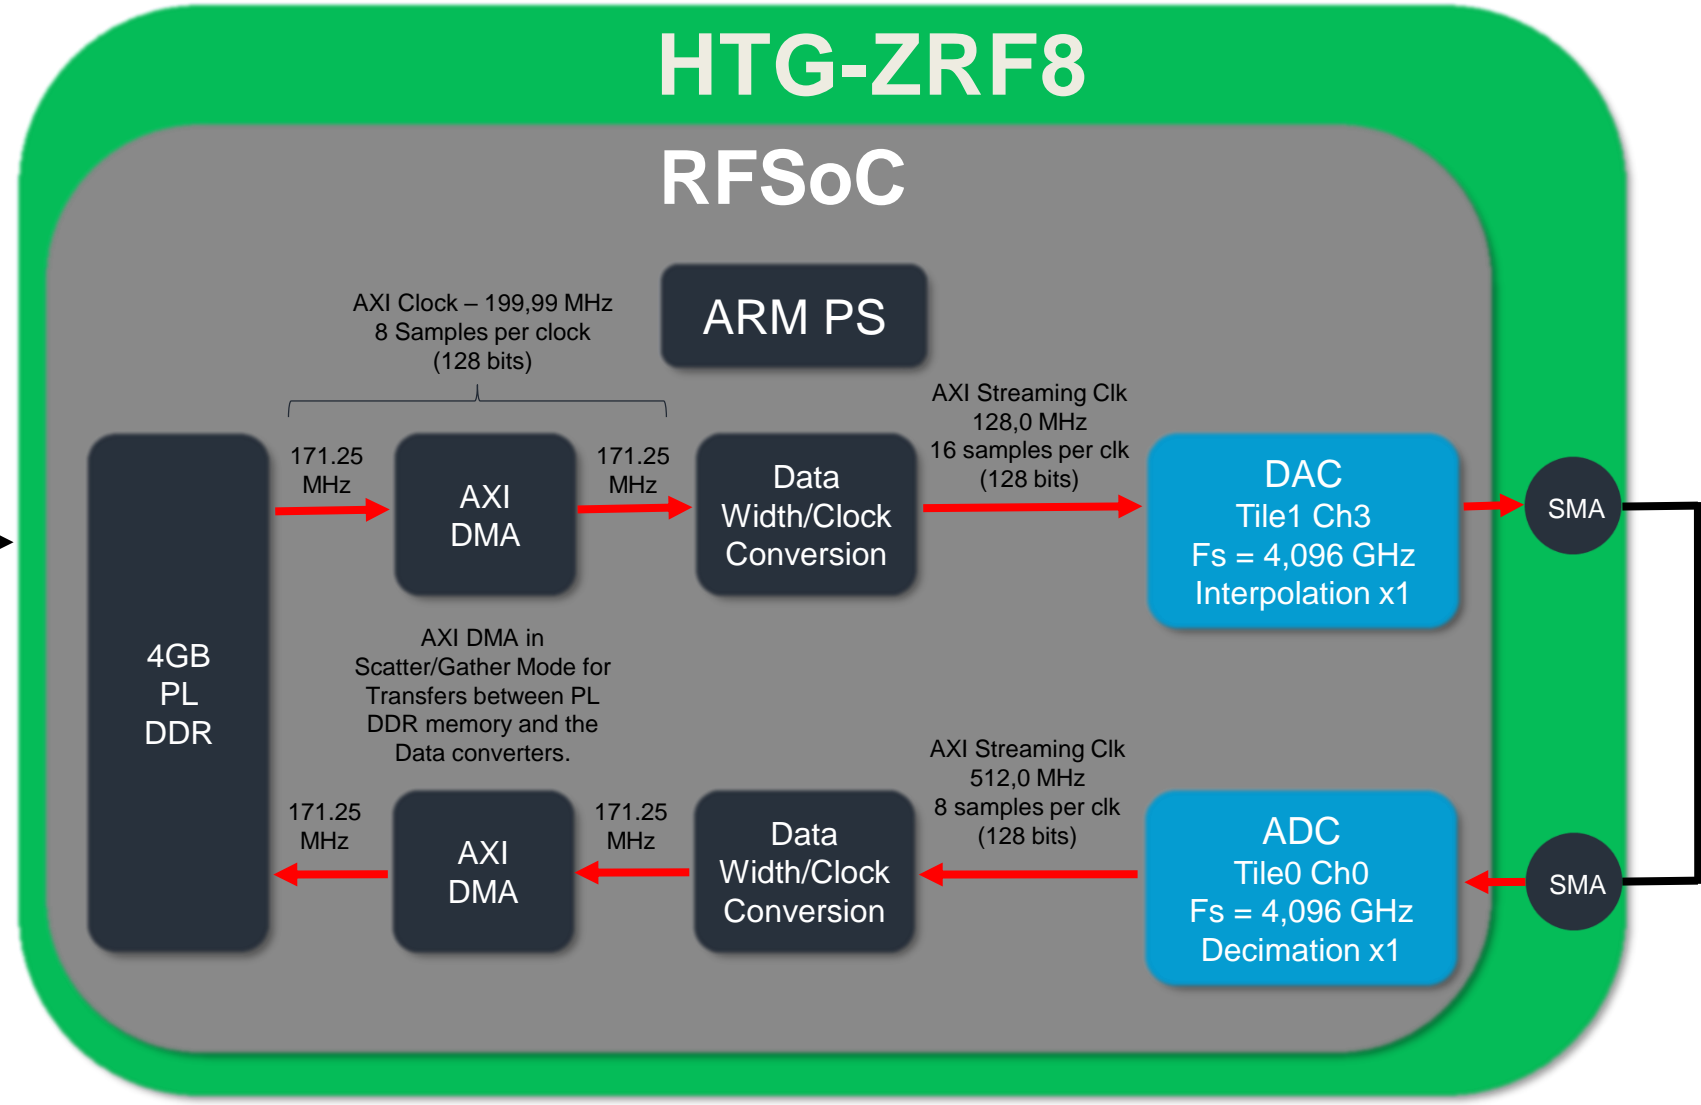 HTG-ZRF8
RFSoC
ARM PS
AXI Clock – 199,99 MHz
8 Samples per clock
(128 bits)
171.25
MHz
AXI
DMA
171.25
MHz
Data
Width/Clock
Conversion
AXI Streaming Clk
128,0 MHz
16 samples per clk
(128 bits)
DAC
Tile1 Ch3
Fs = 4,096 GHz
Interpolation x1
SMA
4GB
PL
DDR
AXI DMA in
Scatter/Gather Mode for
Transfers between PL
DDR memory and the
Data converters.
171.25
MHz
AXI
DMA
171.25
MHz
Data
Width/Clock
Conversion
AXI Streaming Clk
512,0 MHz
8 samples per clk
(128 bits)
ADC
Tile0 Ch0
Fs = 4,096 GHz
Decimation x1
SMA